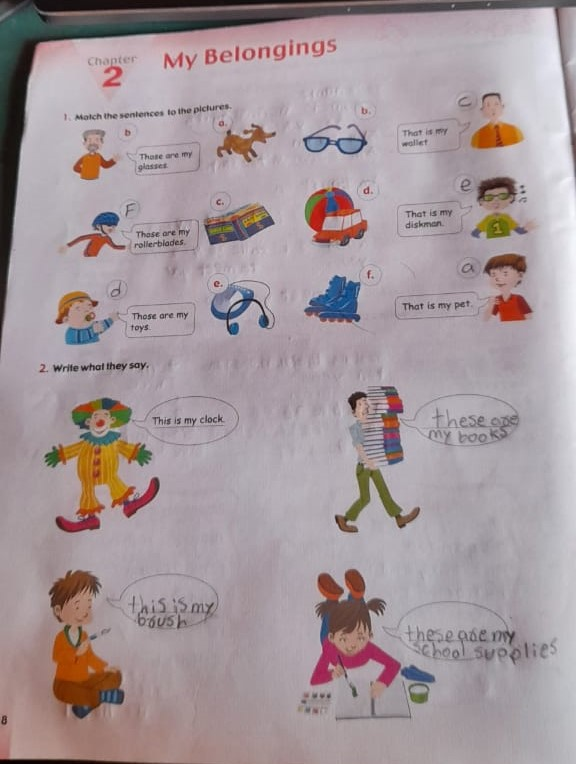 Chapter
2
My Belongings
1. Match the sentences to the pictures.
b
Those are my
glasses.
a.
b.
That is my
wallet
c
F
Those are my
rollerblades.
c.
d.
That is my
diskman.
e
1
d
Those are my
toys.
e.
f.
That is my pet.
a
2. Write what they say.
This is my clock.
these are
my books
this is my
brush
these are my
school supplies
8